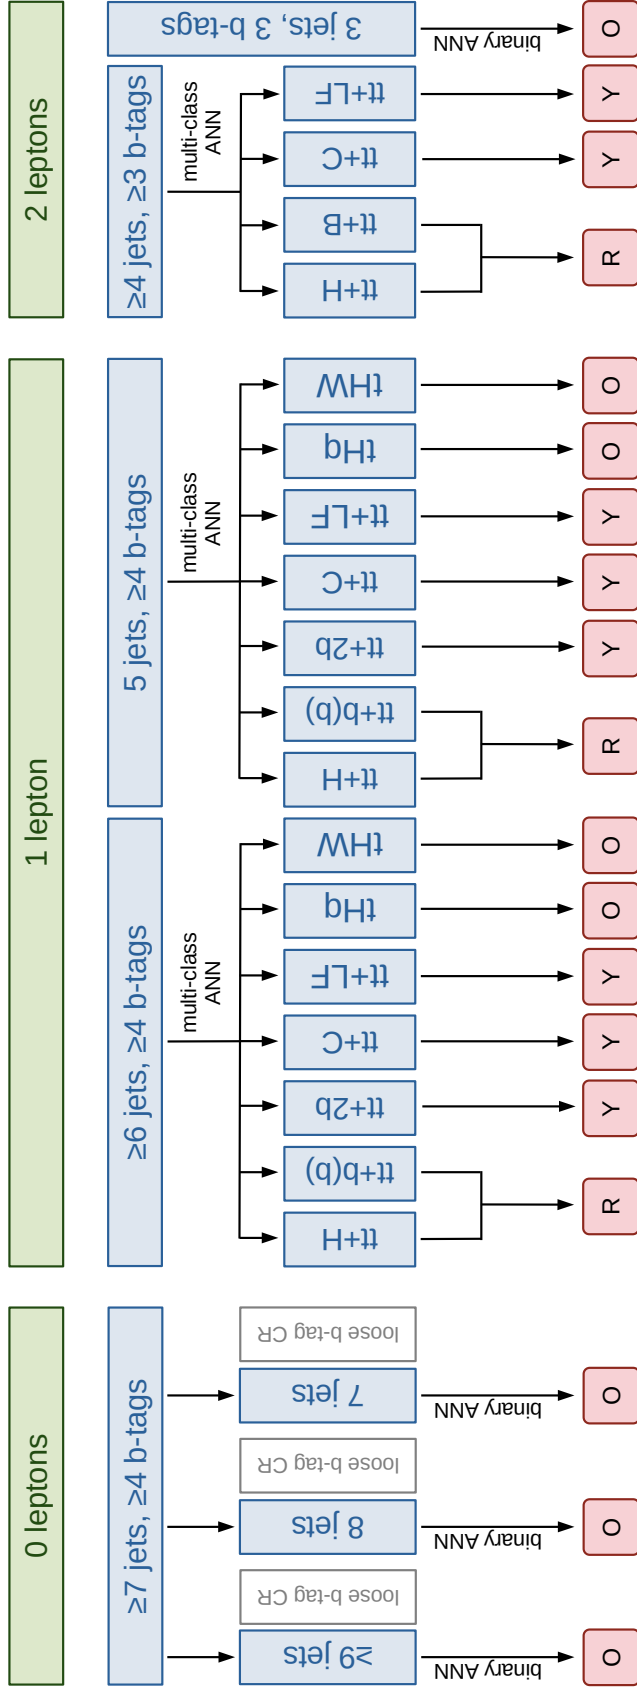 0 leptons
1 lepton
2 leptons
≥7 jets, ≥4 b-tags
≥6 jets, ≥4 b-tags
5 jets, ≥4 b-tags
≥4 jets, ≥3 b-tags
3 jets, 3 b-tags
multi-class
ANN
multi-class
ANN
multi-class
ANN
≥9 jets
loose b-tag CR
8 jets
loose b-tag CR
7 jets
loose b-tag CR
tt+H
tt+b(b)
tt+2b
tt+C
tt+LF
tHq
tHW
tt+H
tt+b(b)
tt+2b
tt+C
tt+LF
tHq
tHW
tt+H
tt+B
tt+C
tt+LF
binary ANN
binary ANN
binary ANN
binary ANN
O
O
O
R
Y
Y
Y
O
O
R
Y
Y
Y
O
O
R
Y
Y
O